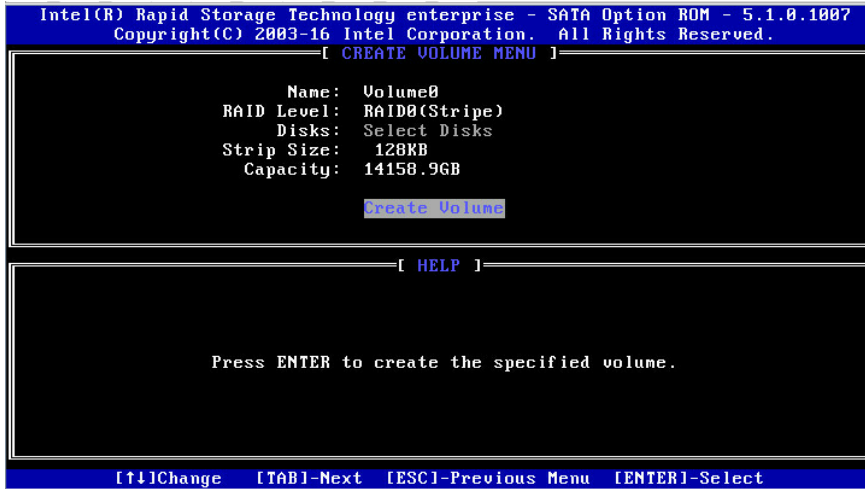 Intel(R) Rapid Storage Technology enterprise - SATA Option ROM - 5.1.0.1007
Copyright(C) 2003-16 Intel Corporation. All Rights Reserved.
[ CREATE VOLUME MENU ]
Name: Volume0
RAID Level: RAID0(Stripe)
Disks: Select Disks
Strip Size: 128KB
Capacity: 14158.9GB
Create Volume
[ HELP ]
Press ENTER to create the specified volume.
[↑↓]Change [TAB]-Next [ESC]-Previous Menu [ENTER]-Select